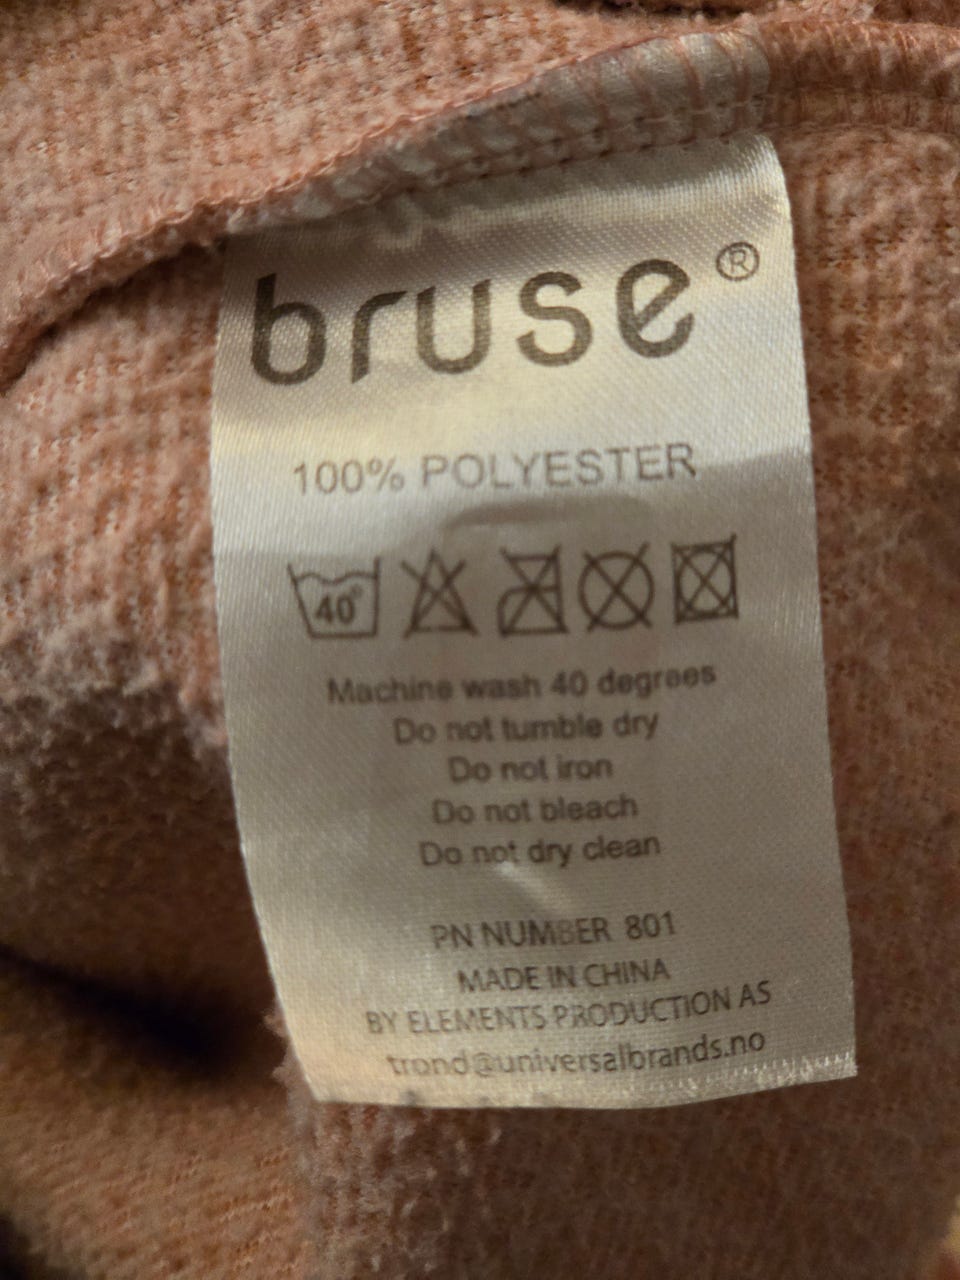 bruse®
100% POLYESTER
40°
Machine wash 40 degrees
Do not tumble dry
Do not iron
Do not bleach
Do not dry clean
PN NUMBER 801
MADE IN CHINA
BY ELEMENTS PRODUCTION AS
trond@universalbrands.no